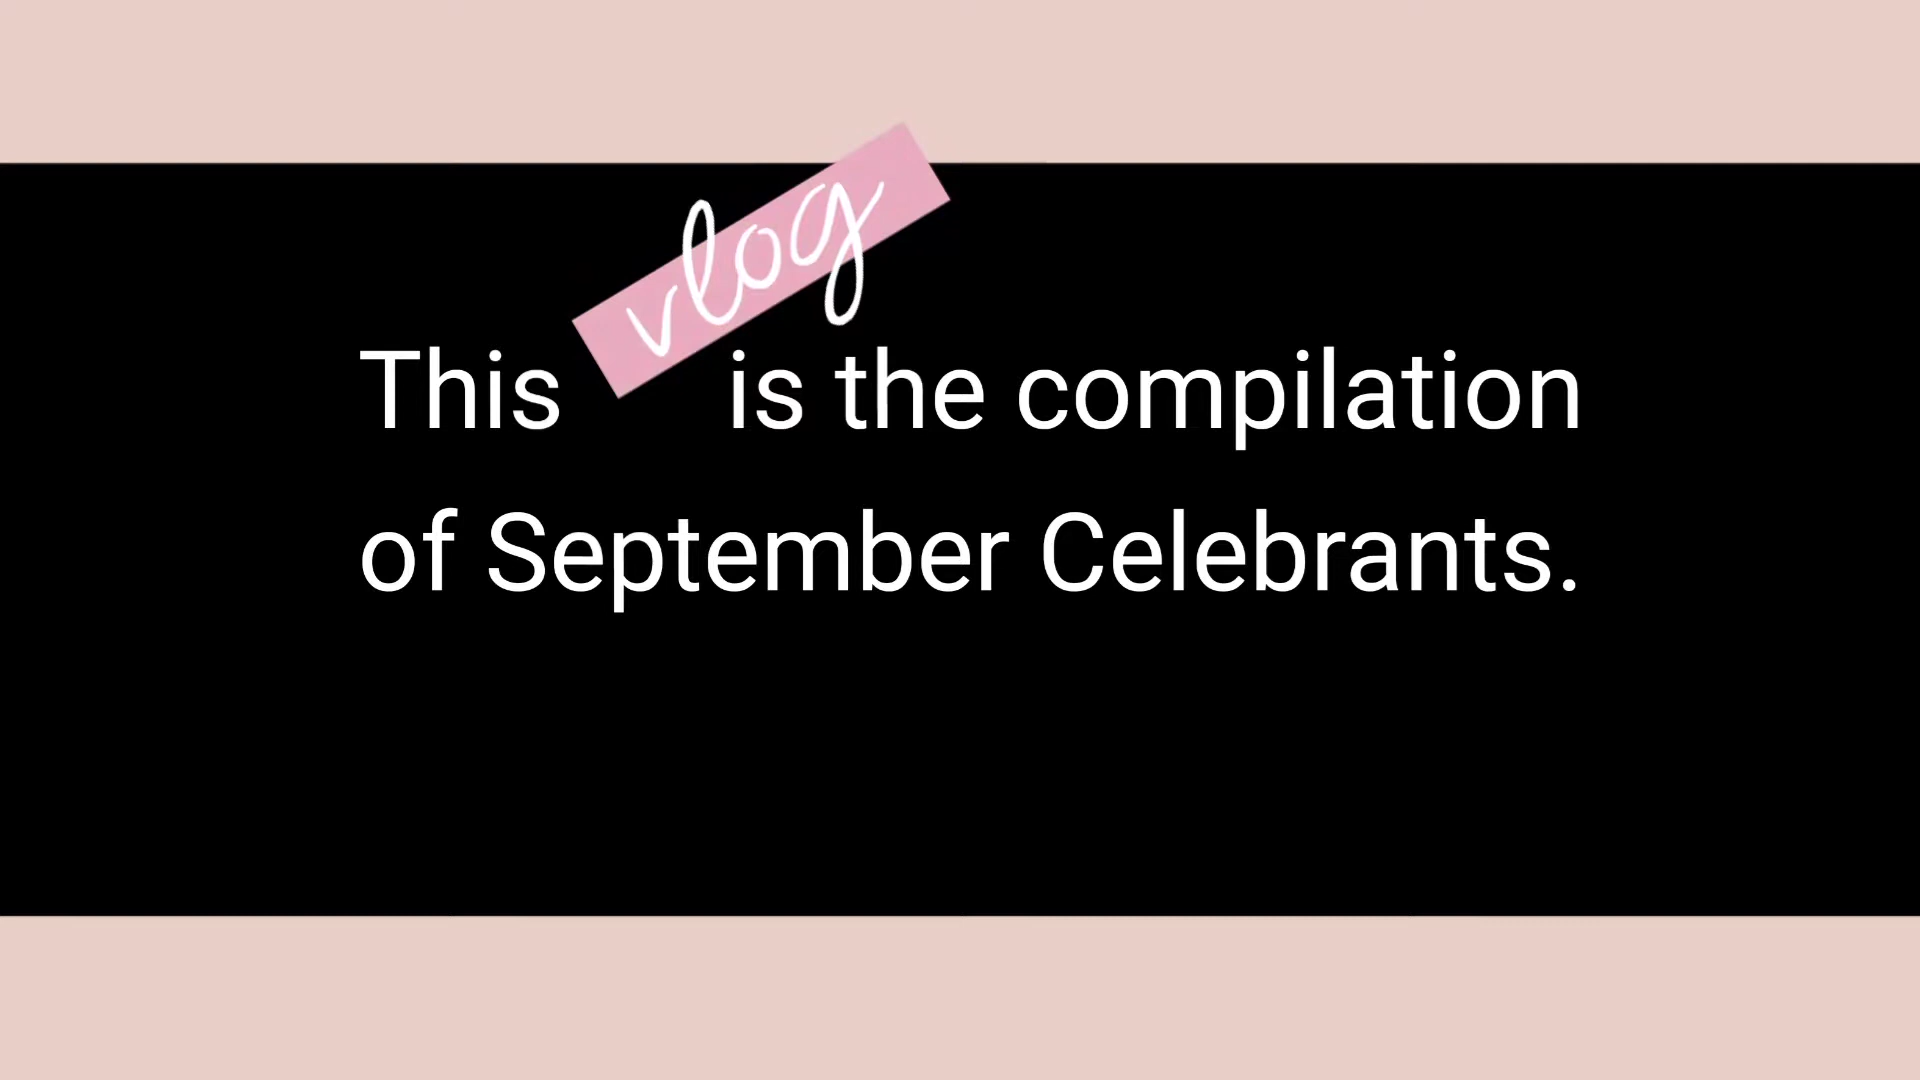 vlog
This is the compilation
of September Celebrants.